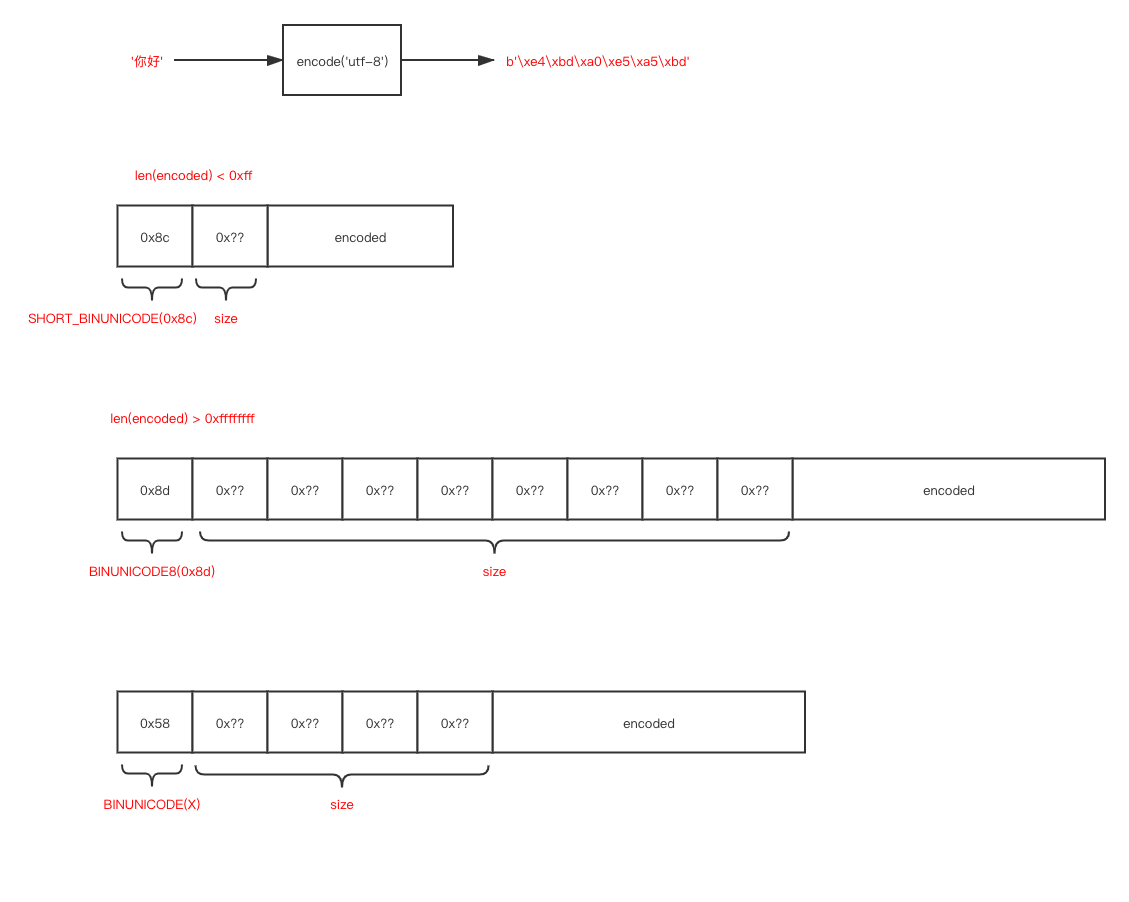 '你好' encode('utf-8') b'\xe4\xbd\xa0\xe5\xa5\xbd'
len(encoded) < 0xff
0x8c 0x?? encoded
SHORT_BINUNICODE(0x8c) size
len(encoded) > 0xffffffff
0x8d 0x?? 0x?? 0x?? 0x?? 0x?? 0x?? 0x?? 0x?? encoded
BINUNICODE8(0x8d) size
0x58 0x?? 0x?? 0x?? 0x?? encoded
BINUNICODE(X) size